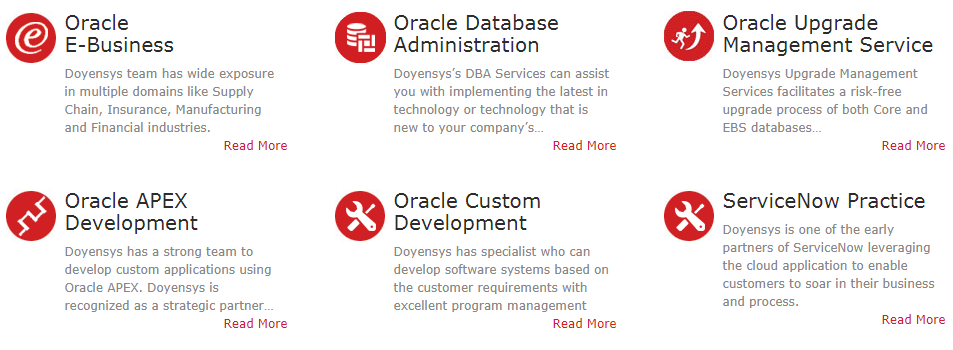 Oracle
E-Business
Doyensys team has wide exposure
in multiple domains like Supply
Chain, Insurance, Manufacturing
and Financial industries.
Read More
Oracle Database
Administration
Doyensys's DBA Services can assist
you with implementing the latest in
technology or technology that is
new to your company's...
Read More
Oracle Upgrade
Management Service
Doyensys Upgrade Management
Services facilitates a risk-free
upgrade process of both Core and
EBS databases...
Read More
Oracle APEX
Development
Doyensys has a strong team to
develop custom applications using
Oracle APEX. Doyensys is
recognized as a strategic partner...
Read More
Oracle Custom
Development
Doyensys has specialist who can
develop software systems based on
the customer requirements with
excellent program management
Read More
ServiceNow Practice
Doyensys is one of the early
partners of ServiceNow leveraging
the cloud application to enable
customers to soar in their business
and process.
Read More